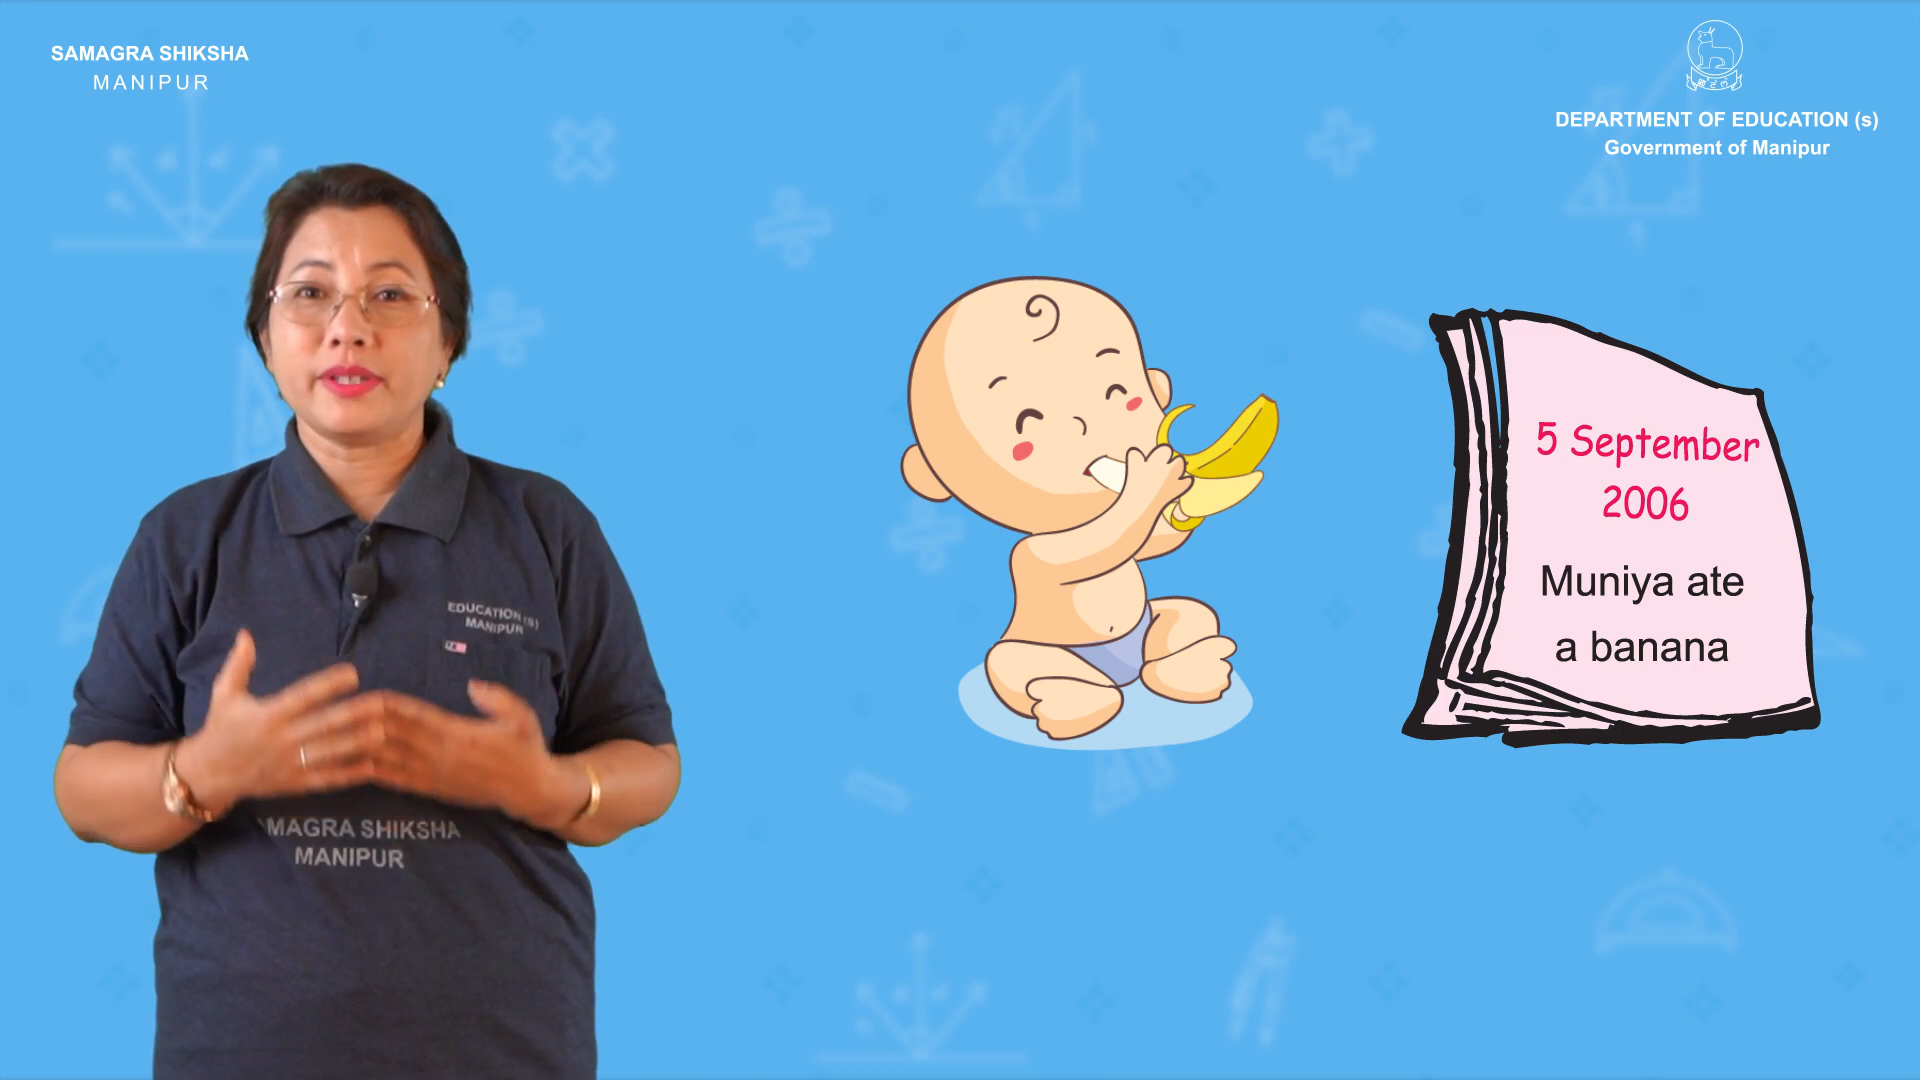 SAMAGRA SHIKSHA
MANIPUR
DEPARTMENT OF EDUCATION (s)
Government of Manipur
5 September
2006
Muniya ate
a banana
EDUCATION (S)
MANIPUR
MAGRA SHIKSHA
MANIPUR